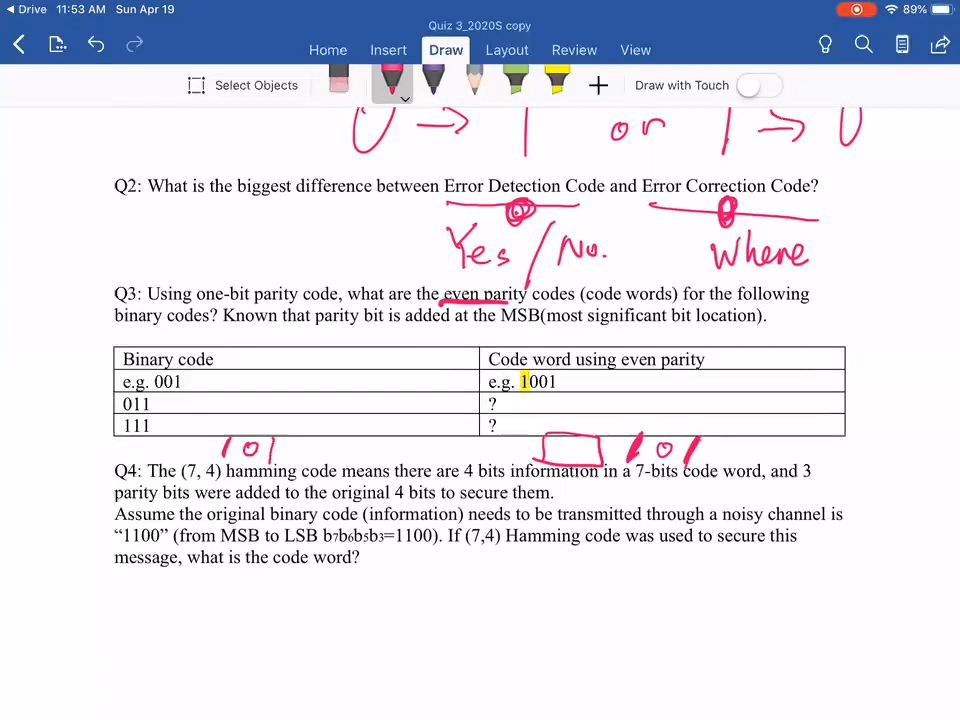 Drive 11:53 AM Sun Apr 19 89%
Quiz 3_2020S copy
Home Insert Draw Layout Review View
Select Objects Draw with Touch
0 → 1 or 1 → 0
Q2: What is the biggest difference between Error Detection Code and Error Correction Code?
Yes / No. Where
Q3: Using one-bit parity code, what are the even parity codes (code words) for the following
binary codes? Known that parity bit is added at the MSB(most significant bit location).
Binary code Code word using even parity
e.g. 001 e.g. 1001
011 ?
111 ?
101 101
Q4: The (7, 4) hamming code means there are 4 bits information in a 7-bits code word, and 3
parity bits were added to the original 4 bits to secure them.
Assume the original binary code (information) needs to be transmitted through a noisy channel is
“1100” (from MSB to LSB b7b6b5b3=1100). If (7,4) Hamming code was used to secure this
message, what is the code word?